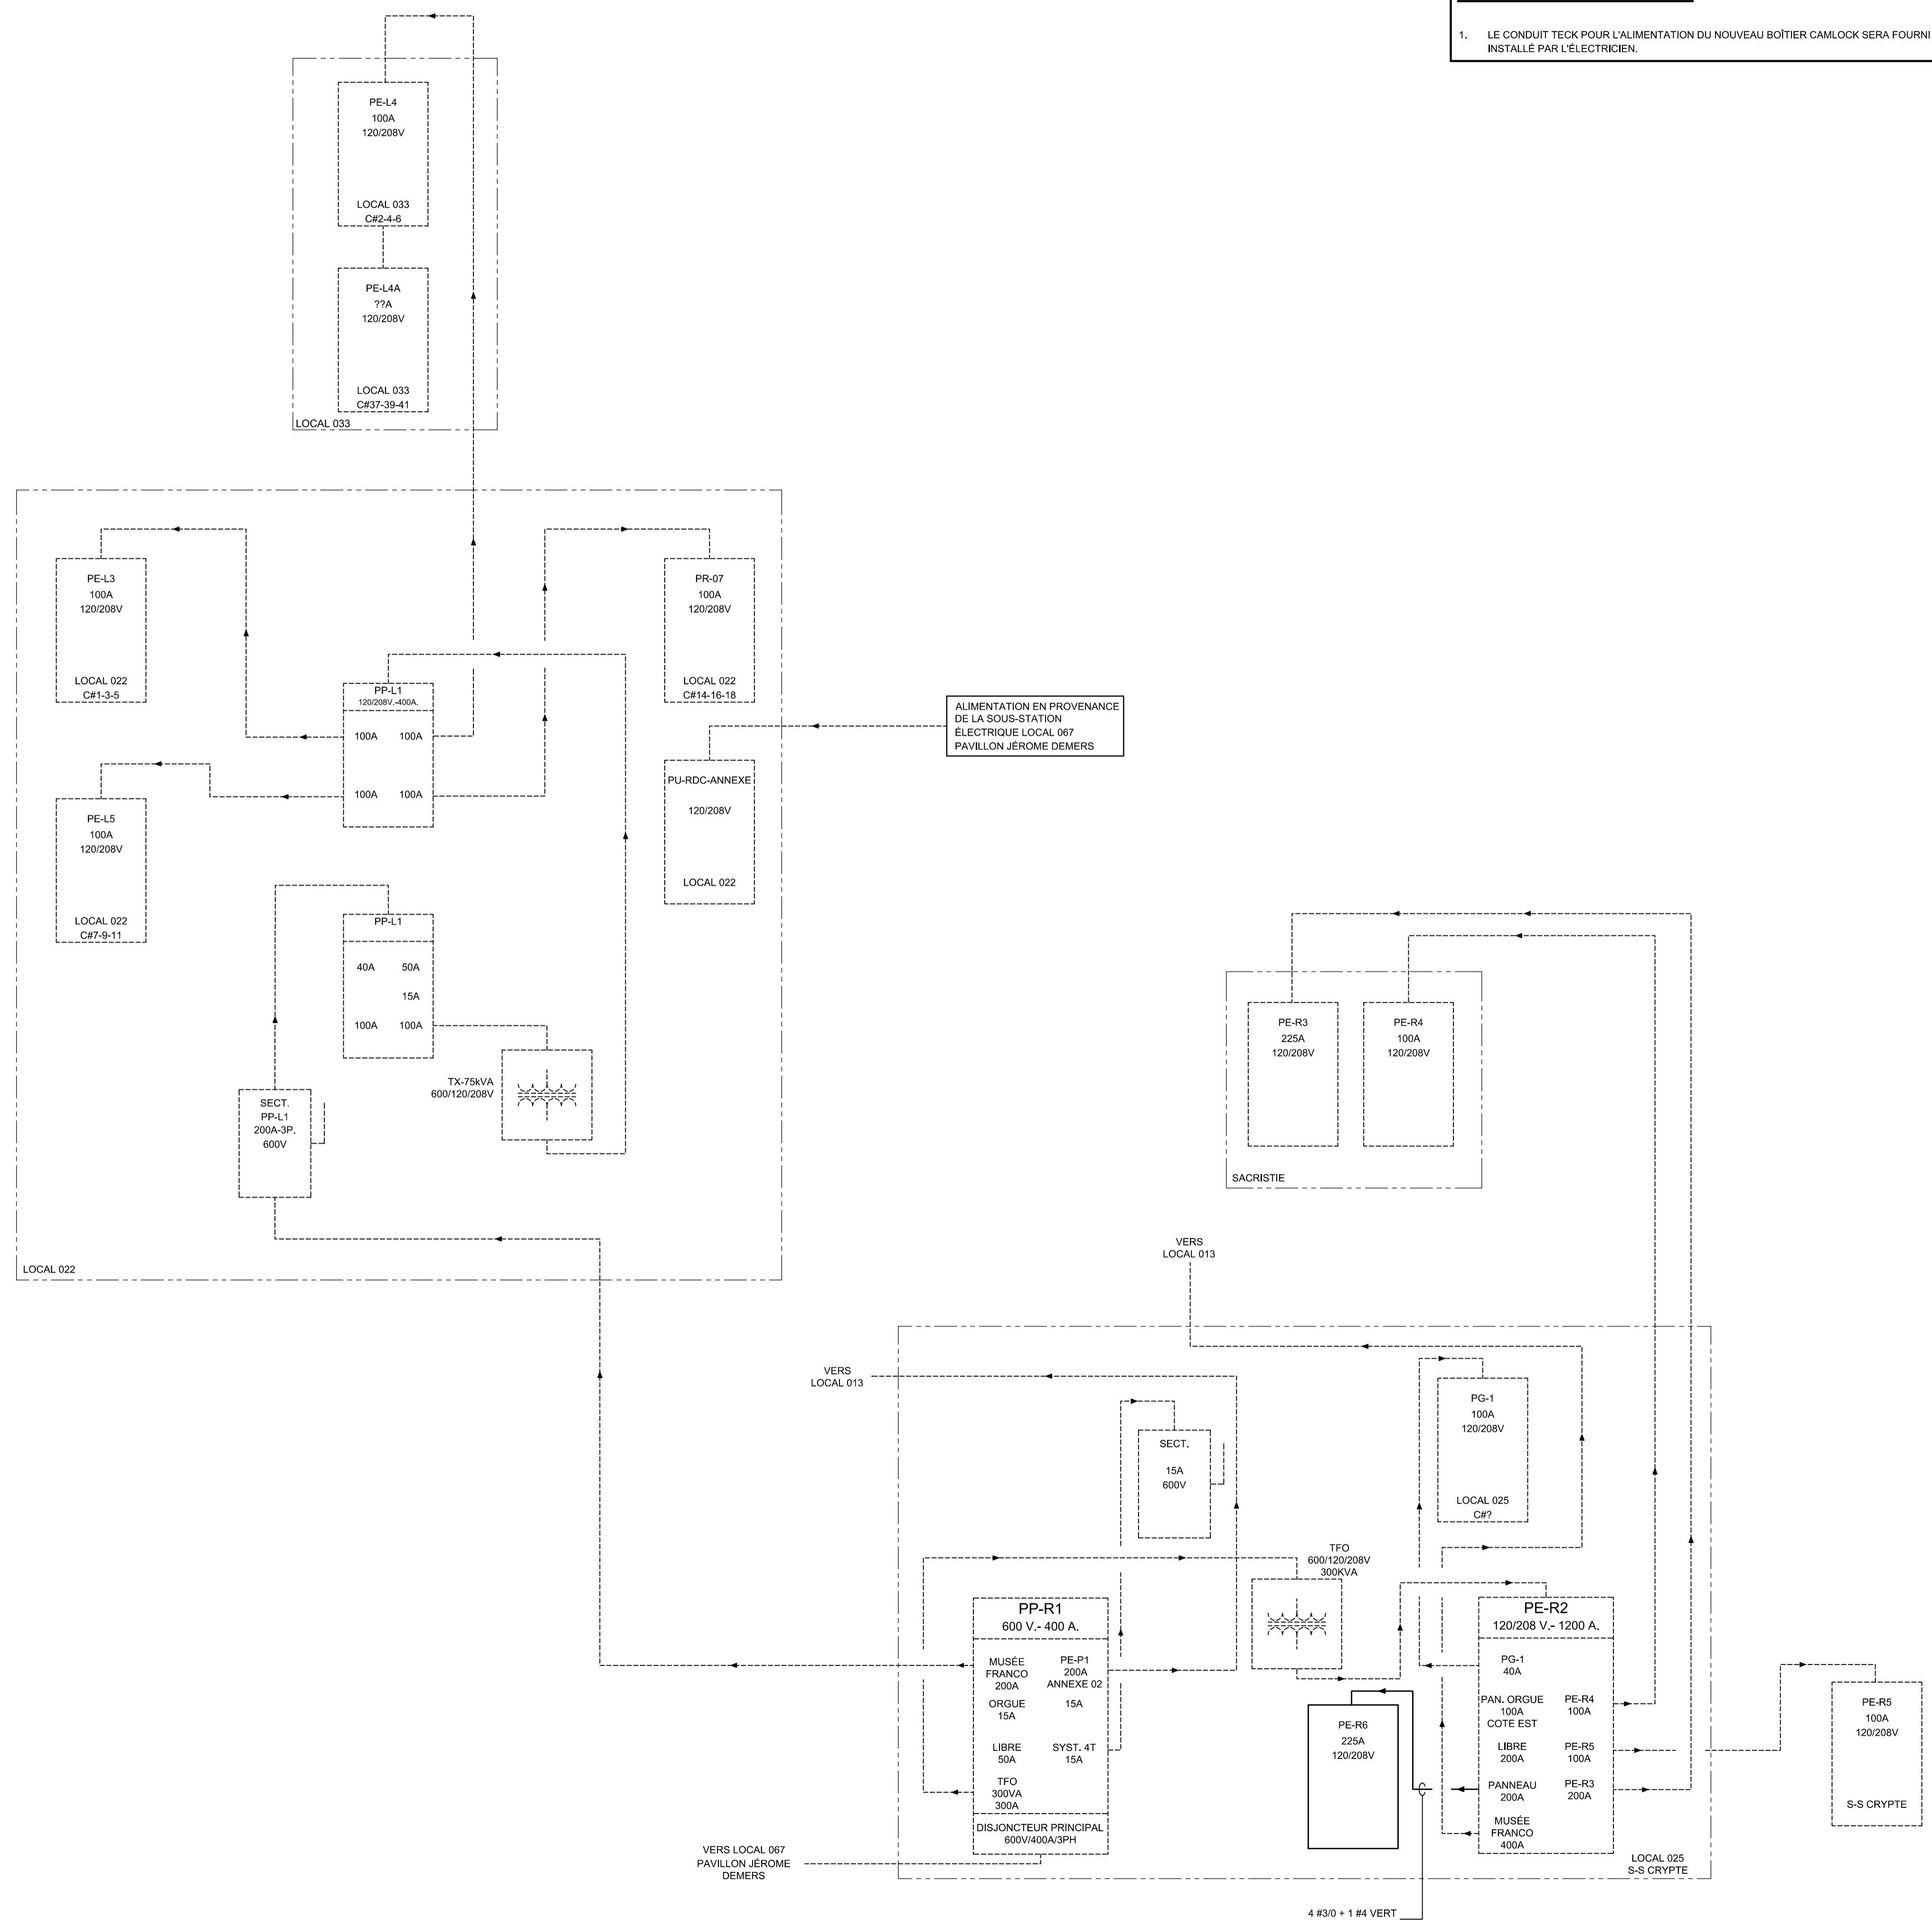 1. LE CONDUIT TECK POUR L'ALIMENTATION DU NOUVEAU BOÎTIER CAMLOCK SERA FOURNI
INSTALLÉ PAR L'ÉLECTRICIEN.
PE-L4
100A
120/208V
LOCAL 033
C#2-4-6
PE-L4A
??A
120/208V
LOCAL 033
C#37-39-41
LOCAL 033
PE-L3
100A
120/208V
LOCAL 022
C#1-3-5
PR-07
100A
120/208V
LOCAL 022
C#14-16-18
PP-L1
120/208V.-400A.
100A 100A
100A 100A
ALIMENTATION EN PROVENANCE
DE LA SOUS-STATION
ÉLECTRIQUE LOCAL 067
PAVILLON JÉROME DEMERS
PU-RDC-ANNEXE
120/208V
LOCAL 022
PE-L5
100A
120/208V
LOCAL 022
C#7-9-11
PP-L1
40A 50A
15A
100A 100A
TX-75kVA
600/120/208V
SECT.
PP-L1
200A-3P.
600V
LOCAL 022
PE-R3
225A
120/208V
PE-R4
100A
120/208V
SACRISTIE
VERS
LOCAL 013
VERS
LOCAL 013
SECT.
15A
600V
PG-1
100A
120/208V
LOCAL 025
C#?
TFO
600/120/208V
300KVA
PP-R1
600 V.- 400 A.
MUSÉE
FRANCO
200A
PE-P1
200A
ANNEXE 02
ORGUE
15A
15A
LIBRE
50A
SYST. 4T
15A
TFO
300VA
300A
DISJONCTEUR PRINCIPAL
600V/400A/3PH
VERS LOCAL 067
PAVILLON JÉROME
DEMERS
PE-R6
225A
120/208V
PE-R2
120/208 V.- 1200 A.
PG-1
40A
PAN. ORGUE
100A
COTE EST
PE-R4
100A
LIBRE
200A
PE-R5
100A
PANNEAU
200A
PE-R3
200A
MUSÉE
FRANCO
400A
LOCAL 025
S-S CRYPTE
PE-R5
100A
120/208V
S-S CRYPTE
4 #3/0 + 1 #4 VERT